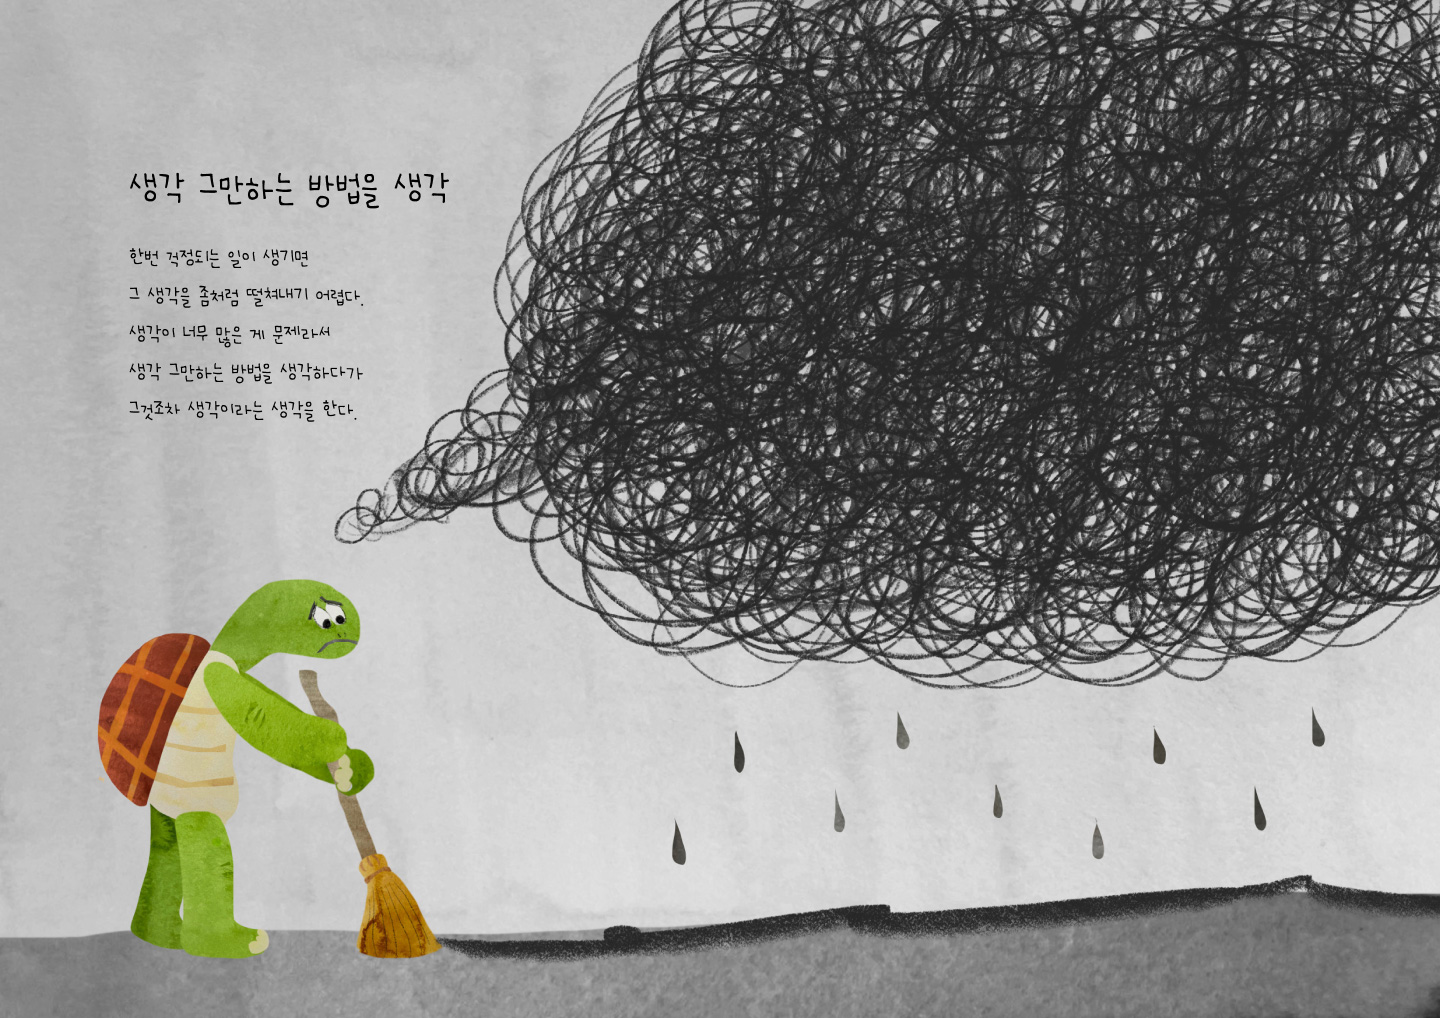 생각 그만하는 방법을 생각
한번 걱정되는 일이 생기면
그 생각을 좀처럼 떨쳐내기 어렵다.
생각이 너무 많은 게 문제라서
생각 그만하는 방법을 생각하다가
그것조차 생각이라는 생각을 한다.